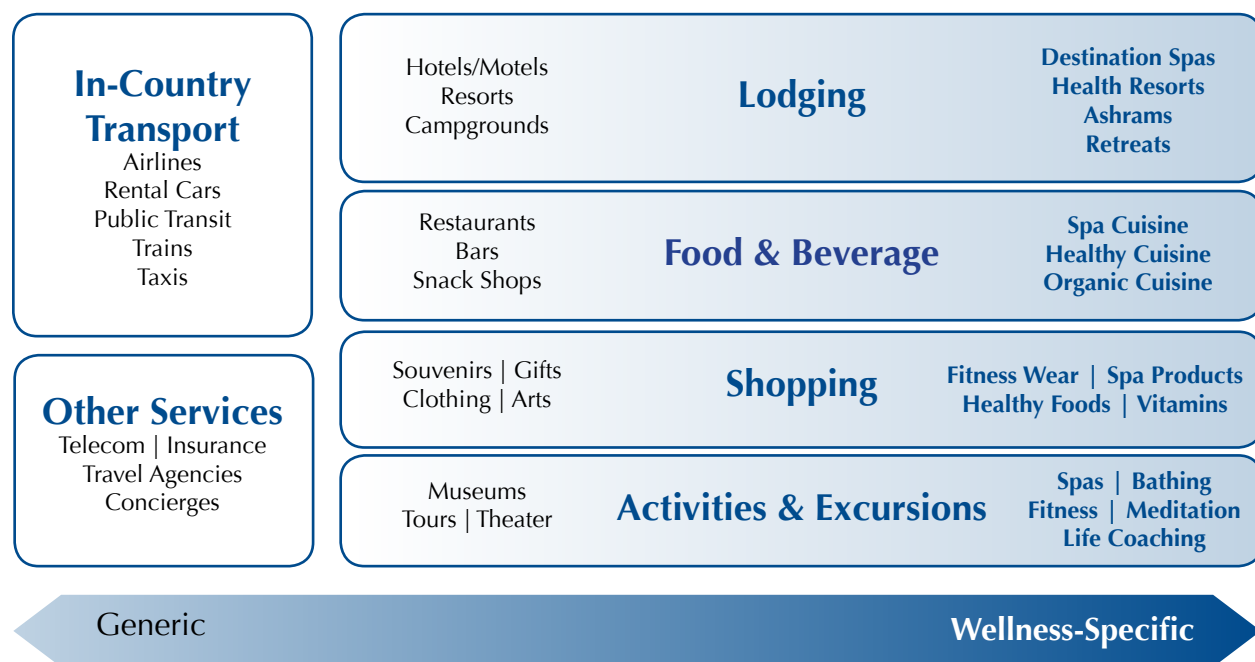 In-Country
Transport
Airlines
Rental Cars
Public Transit
Trains
Taxis
Other Services
Telecom | Insurance
Travel Agencies
Concierges
Hotels/Motels
Resorts
Campgrounds
Lodging
Destination Spas
Health Resorts
Ashrams
Retreats
Restaurants
Bars
Snack Shops
Food & Beverage
Spa Cuisine
Healthy Cuisine
Organic Cuisine
Souvenirs | Gifts
Clothing | Arts
Shopping
Fitness Wear | Spa Products
Healthy Foods | Vitamins
Museums
Tours | Theater
Activities & Excursions
Spas | Bathing
Fitness | Meditation
Life Coaching
Generic
Wellness-Specific